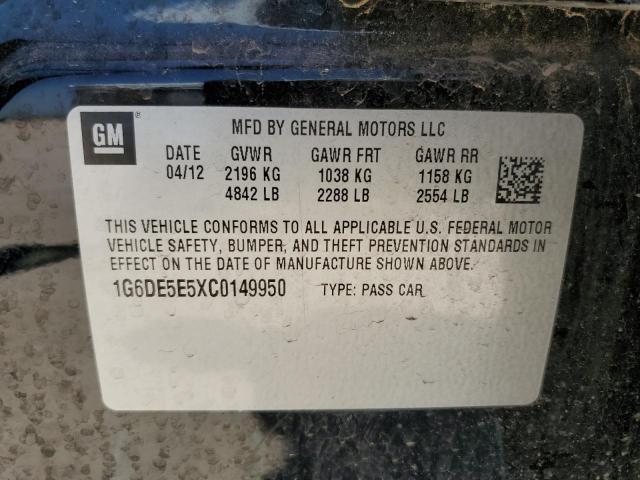 GM ® MFD BY GENERAL MOTORS LLC
DATE GVWR GAWR FRT GAWR RR
04/12 2196 KG 1038 KG 1158 KG
4842 LB 2288 LB 2554 LB
THIS VEHICLE CONFORMS TO ALL APPLICABLE U.S. FEDERAL MOTOR
VEHICLE SAFETY, BUMPER, AND THEFT PREVENTION STANDARDS IN
EFFECT ON THE DATE OF MANUFACTURE SHOWN ABOVE.
1G6DE5E5XC0149950 TYPE: PASS CAR